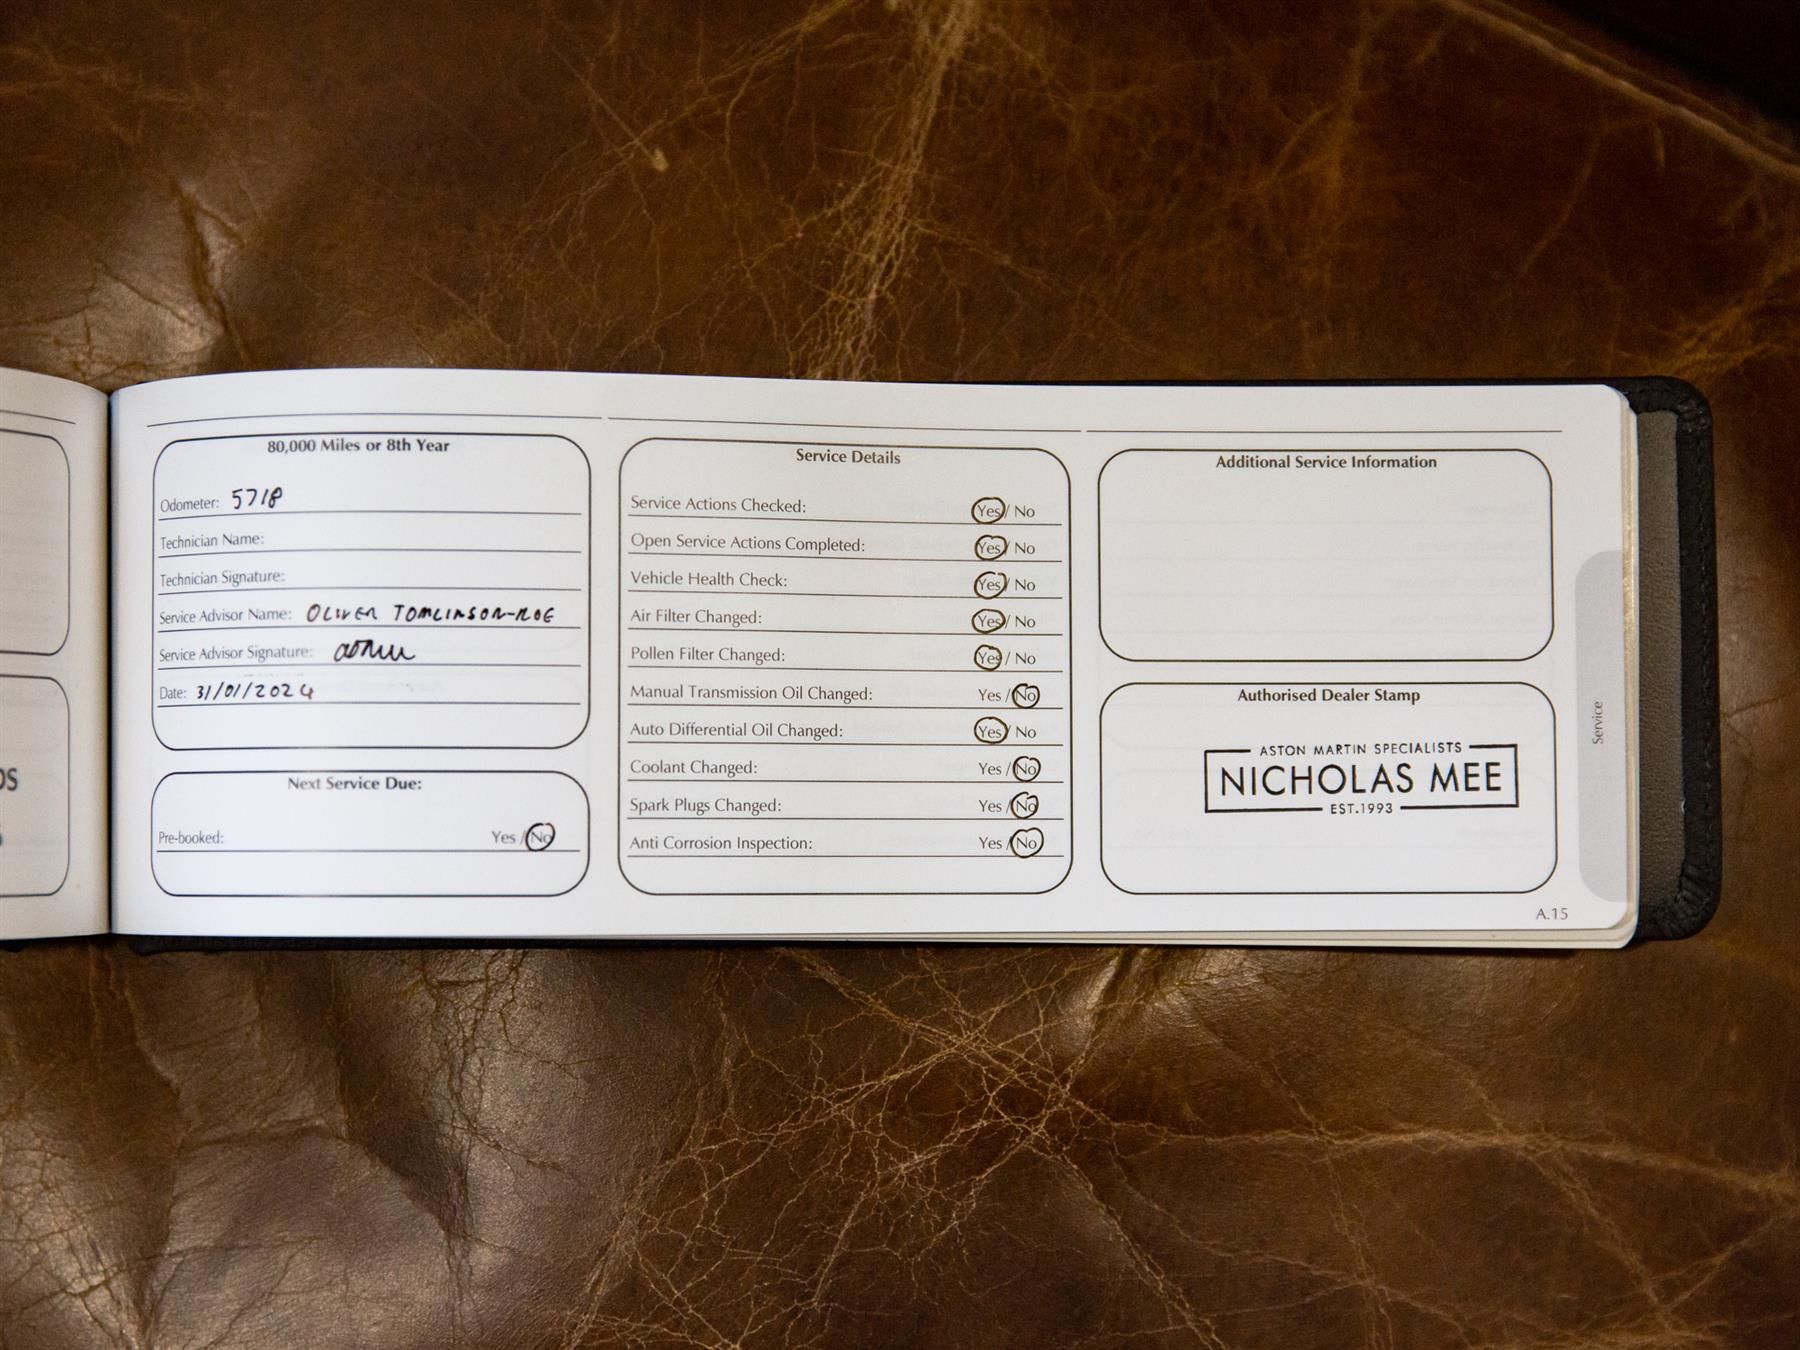 80,000 Miles or 8th Year
Odometer: 5718
Technician Name:
Technician Signature:
Service Advisor Name: OLIVER TOMLINSON-ROE
Service Advisor Signature:
Date: 31/01/2024
Next Service Due:
Pre-booked: Yes / No
Service Details
Service Actions Checked: Yes / No
Open Service Actions Completed: Yes / No
Vehicle Health Check: Yes / No
Air Filter Changed: Yes / No
Pollen Filter Changed: Yes / No
Manual Transmission Oil Changed: Yes / No
Auto Differential Oil Changed: Yes / No
Coolant Changed: Yes / No
Spark Plugs Changed: Yes / No
Anti Corrosion Inspection: Yes / No
Additional Service Information
Authorised Dealer Stamp
ASTON MARTIN SPECIALISTS
NICHOLAS MEE
EST.1993
Service
A.15